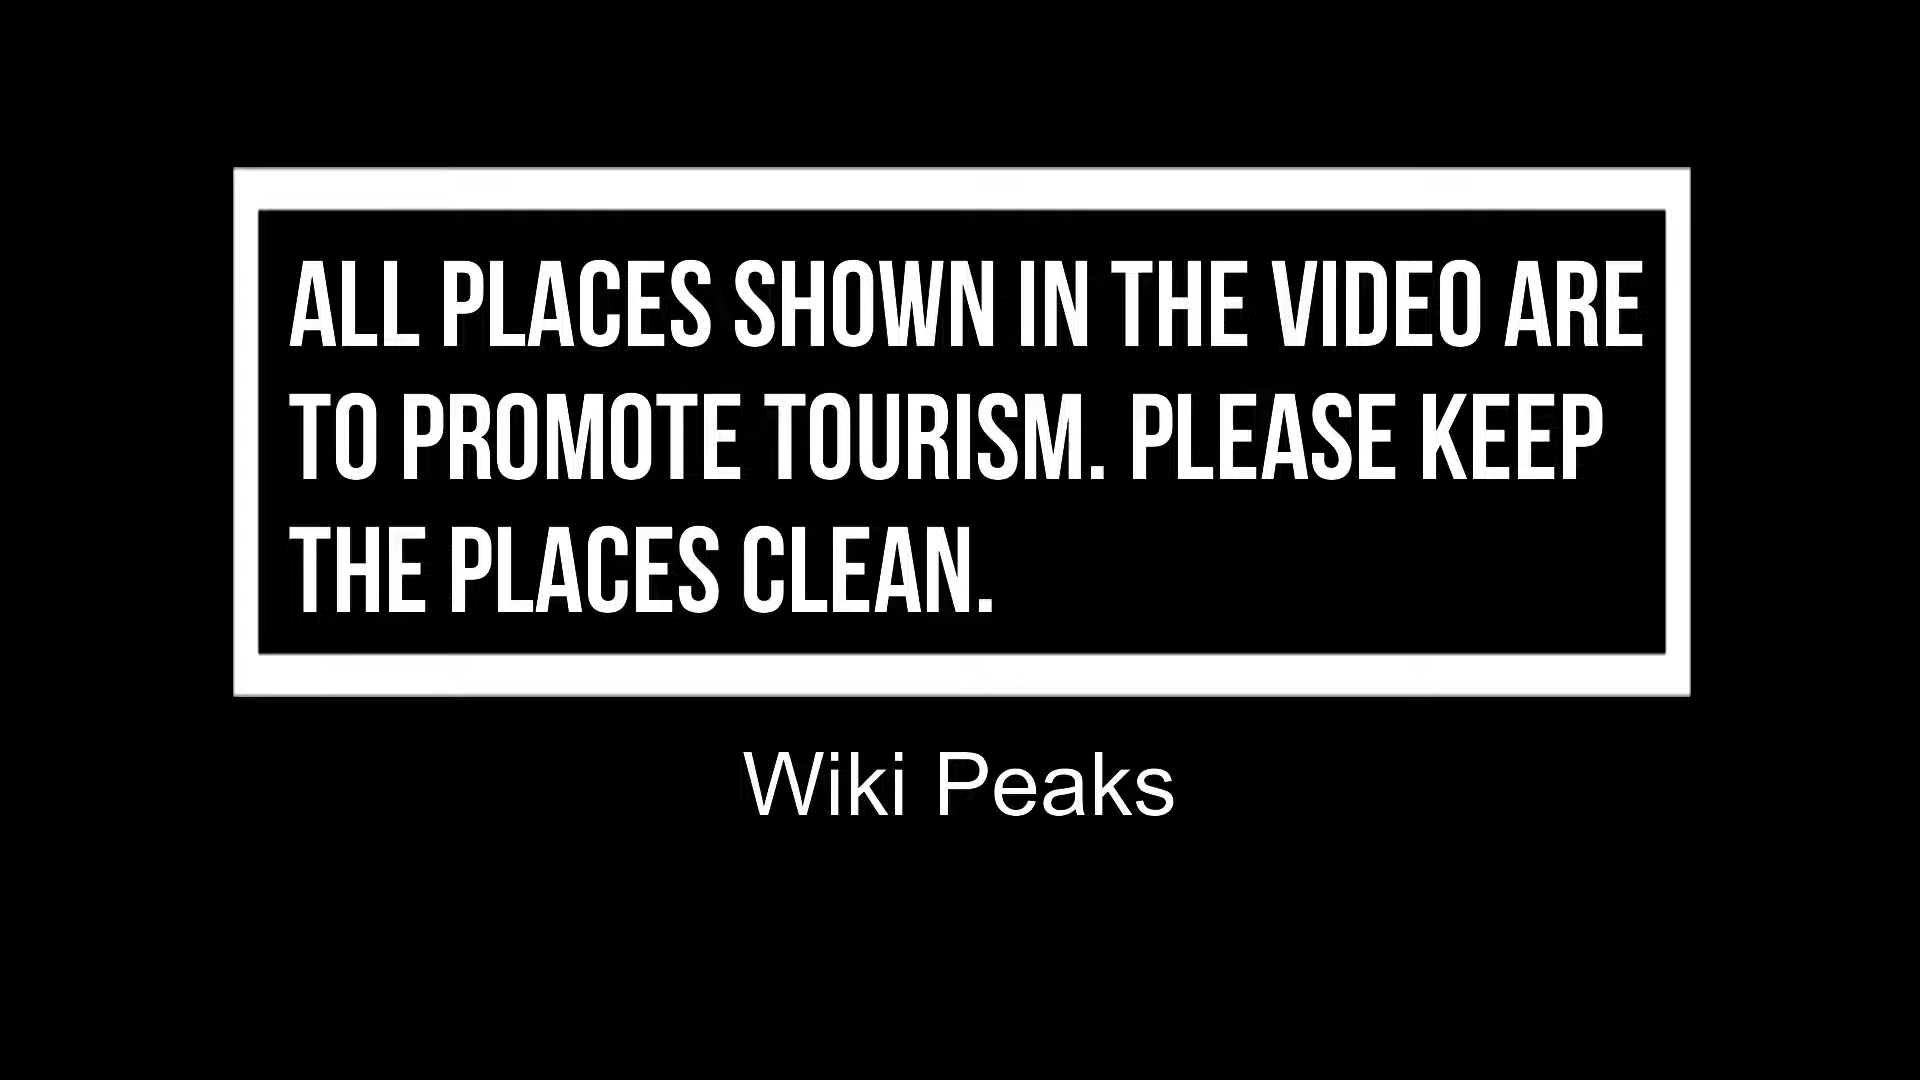 ALL PLACES SHOWN IN THE VIDEO ARE
TO PROMOTE TOURISM. PLEASE KEEP
THE PLACES CLEAN.
Wiki Peaks